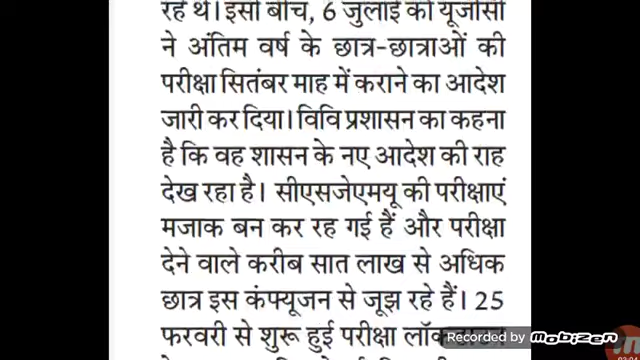 रहे थे। इसी बीच, 6 जुलाई को यूजीसी
ने अंतिम वर्ष के छात्र-छात्राओं की
परीक्षा सितंबर माह में कराने का आदेश
जारी कर दिया। विवि प्रशासन का कहना
है कि वह शासन के नए आदेश की राह
देख रहा है। सीएसजेएमयू की परीक्षाएं
मजाक बन कर रह गई हैं और परीक्षा
देने वाले करीब सात लाख से अधिक
छात्र इस कंफ्यूजन से जूझ रहे हैं। 25
फरवरी से शुरू हुई परीक्षा
Recorded by Mobizen